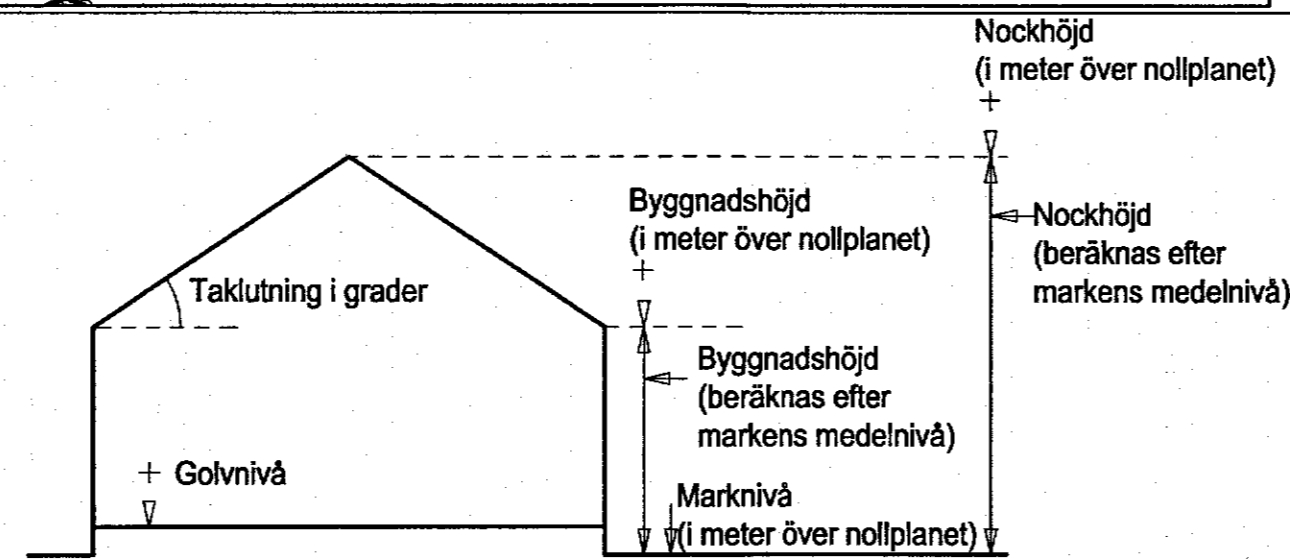 Nockhöjd
(i meter över nollplanet)
+
Byggnadshöjd
(i meter över nollplanet)
+
Nockhöjd
(beräknas efter
markens medelnivå)
Taklutning i grader
Byggnadshöjd
(beräknas efter
markens medelnivå)
+ Golvnivå
Marknivå
(i meter över nollplanet)